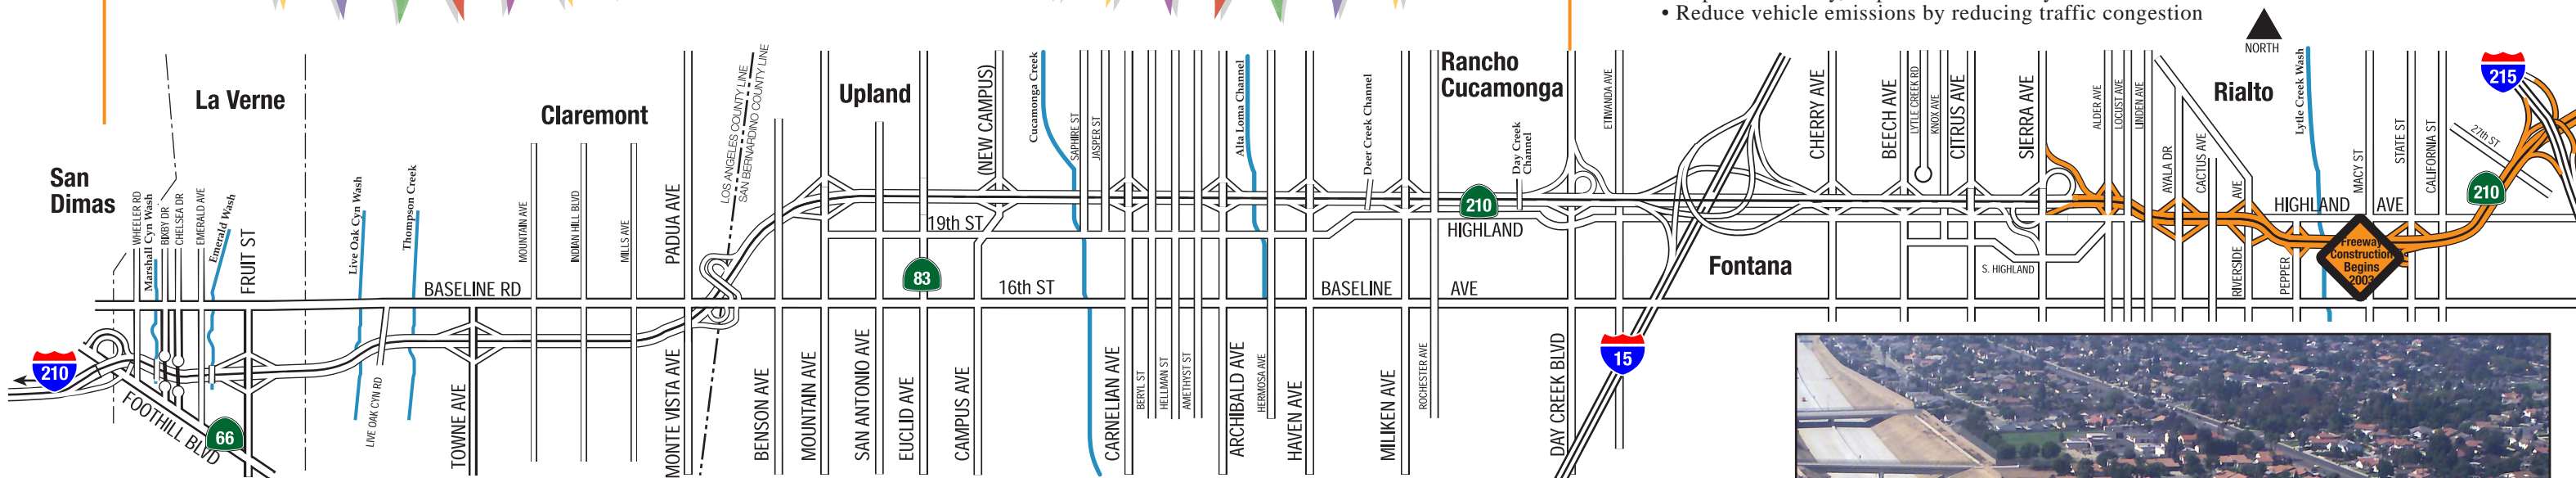 • Reduce vehicle emissions by reducing traffic congestion
NORTH
San
Dimas
La Verne
Claremont
Upland
Rancho
Cucamonga
Fontana
Rialto
WHEELER RD
Marshall Cyn Wash
BIXBY DR
CHELSEA DR
EMERALD AVE
Emerald Wash
FRUIT ST
Live Oak Cyn Wash
Thompson Creek
BASELINE RD
MOUNTAIN AVE
INDIAN HILL BLVD
MILLS AVE
PADUA AVE
LOS ANGELES COUNTY LINE
SAN BERNARDINO COUNTY LINE
19th ST
83
(NEW CAMPUS)
Cucamonga Creek
SAPHIRE ST
JASPER ST
16th ST
Alta Loma Channel
Deer Creek Channel
BASELINE AVE
210
HIGHLAND
Day Creek
Channel
ETIWANDA AVE
CHERRY AVE
BEECH AVE
LYTLE CREEK RD
KNOX AVE
CITRUS AVE
SIERRA AVE
S. HIGHLAND
ALDER AVE
LOCUST AVE
LINDEN AVE
AYALA DR
CACTUS AVE
RIVERSIDE AVE
PEPPER
Lytle Creek Wash
HIGHLAND AVE
MACY ST
STATE ST
CALIFORNIA ST
27th ST
215
210
Freeway
Construction
Begins
2003
210
FOOTHILL BLVD
66
LIVE OAK CYN RD
TOWNE AVE
MONTE VISTA AVE
BENSON AVE
MOUNTAIN AVE
SAN ANTONIO AVE
EUCLID AVE
CAMPUS AVE
CARNELIAN AVE
BERYL ST
HELLMAN ST
AMETHYST ST
ARCHIBALD AVE
HERMOSA AVE
HAVEN AVE
MILIKEN AVE
ROCHESTER AVE
DAY CREEK BLVD
15